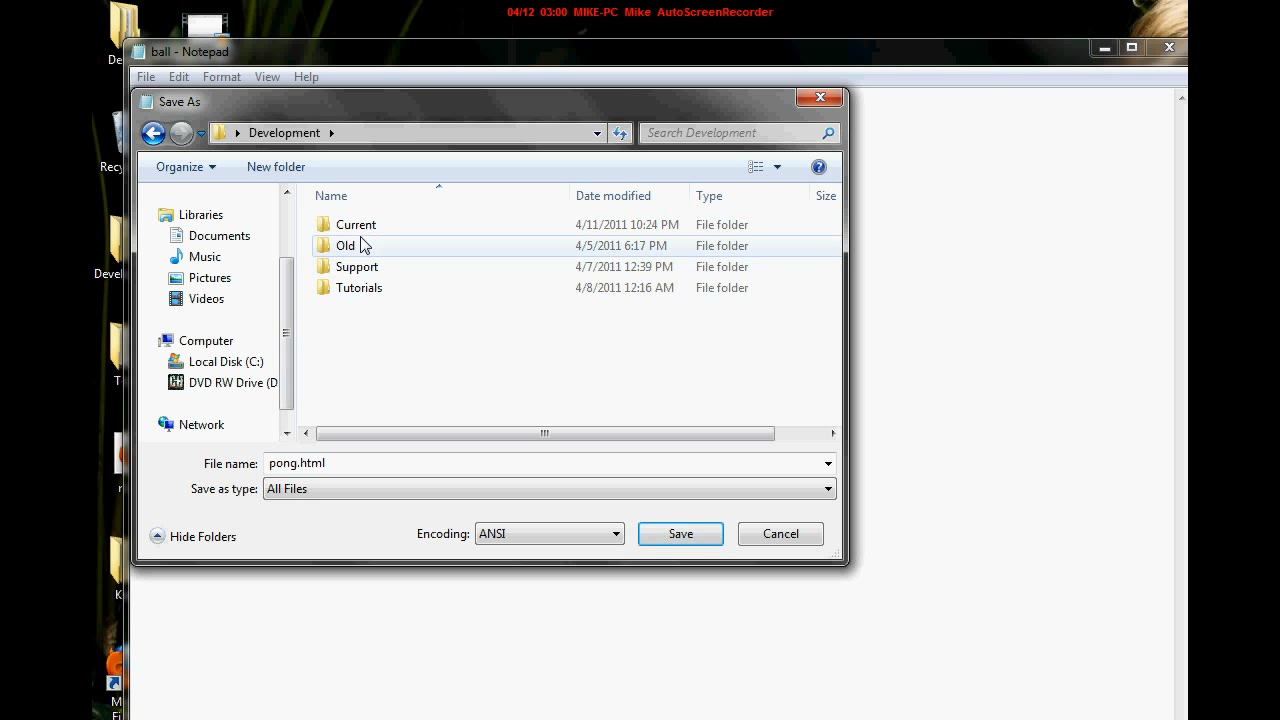 04/12 03:00 MIKE-PC Mike AutoScreenRecorder
De
ball - Notepad
File Edit Format View Help
Save As
Development
Search Development
Recy
Organize New folder
Name Date modified Type Size
Libraries
Documents
Music
Pictures
Videos
Computer
Local Disk (C:)
DVD RW Drive (D
Network
Current 4/11/2011 10:24 PM File folder
Old 4/5/2011 6:17 PM File folder
Support 4/7/2011 12:39 PM File folder
Tutorials 4/8/2011 12:16 AM File folder
Devel
T
File name: pong.html
Save as type: All Files
Hide Folders
Encoding: ANSI
Save
Cancel
K
M
Fi